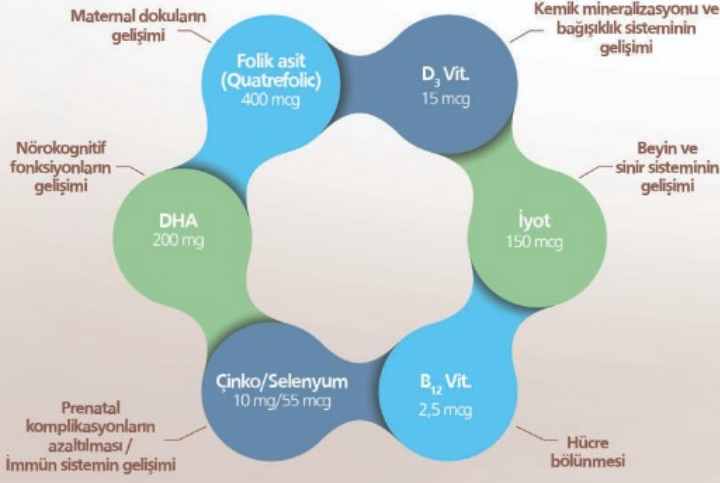 Maternal dokuların
gelişimi
Folik asit
(Quatrefolic)
400 mcg
D3 Vit.
15 mcg
Kemik mineralizasyonu ve
bağışıklık sisteminin
gelişimi
Nörokognitif
fonksiyonların
gelişimi
DHA
200 mg
İyot
150 mcg
Beyin ve
sinir sisteminin
gelişimi
Çinko/Selenyum
10 mg/55 mcg
B12 Vit.
2,5 mcg
Prenatal
komplikasyonların
azaltılması /
İmmün sistemin gelişimi
Hücre
bölünmesi